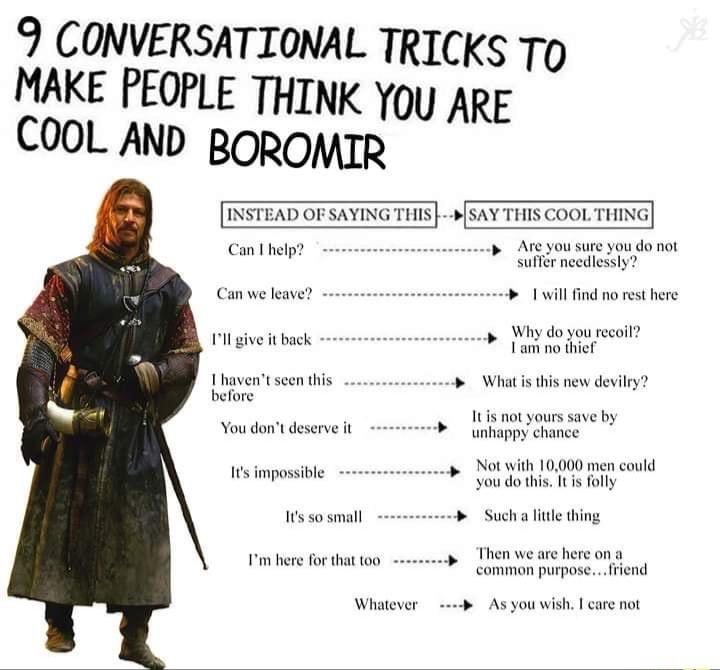 9 CONVERSATIONAL TRICKS TO
MAKE PEOPLE THINK YOU ARE
COOL AND BOROMIR
INSTEAD OF SAYING THIS SAY THIS COOL THING
Can I help? Are you sure you do not
suffer needlessly?
Can we leave? I will find no rest here
I'll give it back Why do you recoil?
I am no thief
I haven't seen this
before What is this new devilry?
You don't deserve it It is not yours save by
unhappy chance
It's impossible Not with 10,000 men could
you do this. It is folly
It's so small Such a little thing
I'm here for that too Then we are here on a
common purpose...friend
Whatever As you wish. I care not